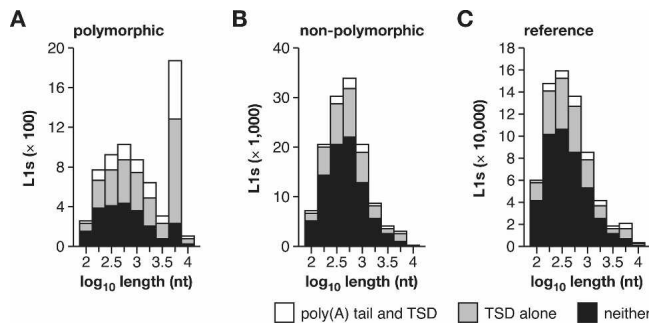 A
polymorphic
20
16
12
8
4
0
L1s (× 100)
2 2.5 3 3.5 4
log10 length (nt)
B
non-polymorphic
40
30
20
10
0
L1s (× 1,000)
2 2.5 3 3.5 4
log10 length (nt)
C
reference
18
16
14
12
10
8
6
4
2
0
L1s (× 10,000)
2 2.5 3 3.5 4
log10 length (nt)
poly(A) tail and TSD
TSD alone
neither